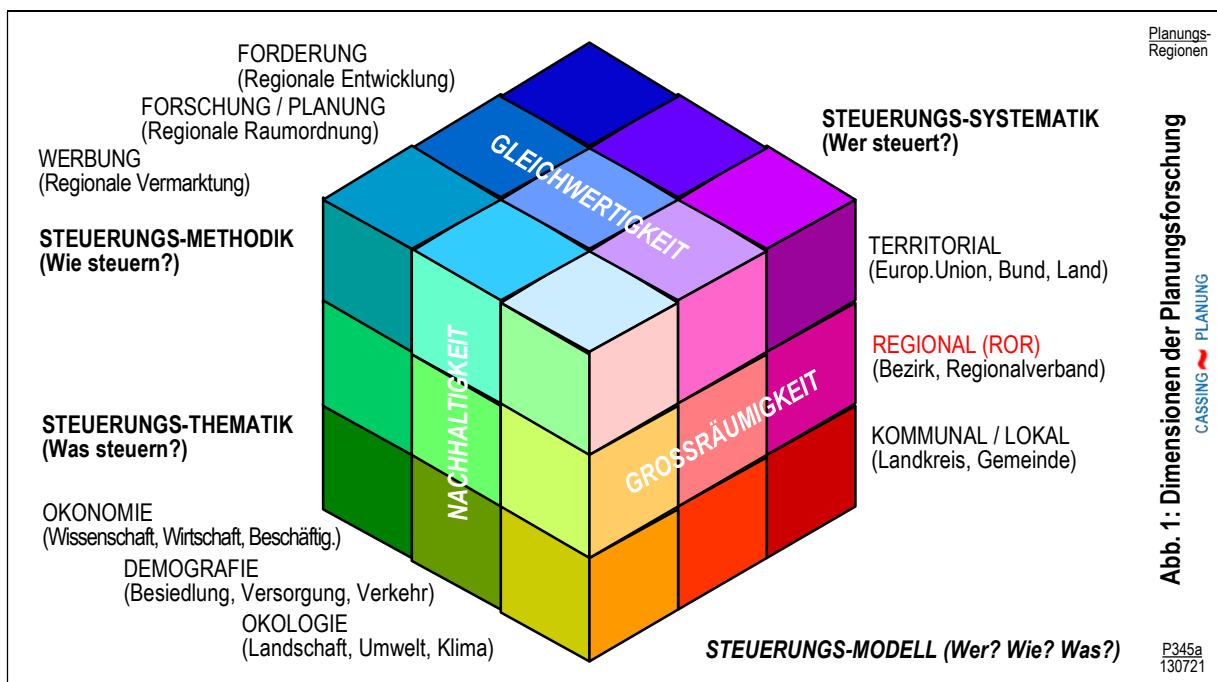 Planungs-
Regionen
FORDERUNG
(Regionale Entwicklung)
FORSCHUNG / PLANUNG
(Regionale Raumordnung)
WERBUNG
(Regionale Vermarktung)
STEUERUNGS-METHODIK
(Wie steuern?)
STEUERUNGS-SYSTEMATIK
(Wer steuert?)
GLEICHWERTIGKEIT
TERRITORIAL
(Europ.Union, Bund, Land)
REGIONAL (ROR)
(Bezirk, Regionalverband)
KOMMUNAL / LOKAL
(Landkreis, Gemeinde)
NACHHALTIGKEIT
GROSSRÄUMIGKEIT
STEUERUNGS-THEMATIK
(Was steuern?)
OKONOMIE
(Wissenschaft, Wirtschaft, Beschäftig.)
DEMOGRAFIE
(Besiedlung, Versorgung, Verkehr)
OKOLOGIE
(Landschaft, Umwelt, Klima)
STEUERUNGS-MODELL (Wer? Wie? Was?)
Abb. 1: Dimensionen der Planungsforschung
CASSING ~ PLANUNG
P345a
130721